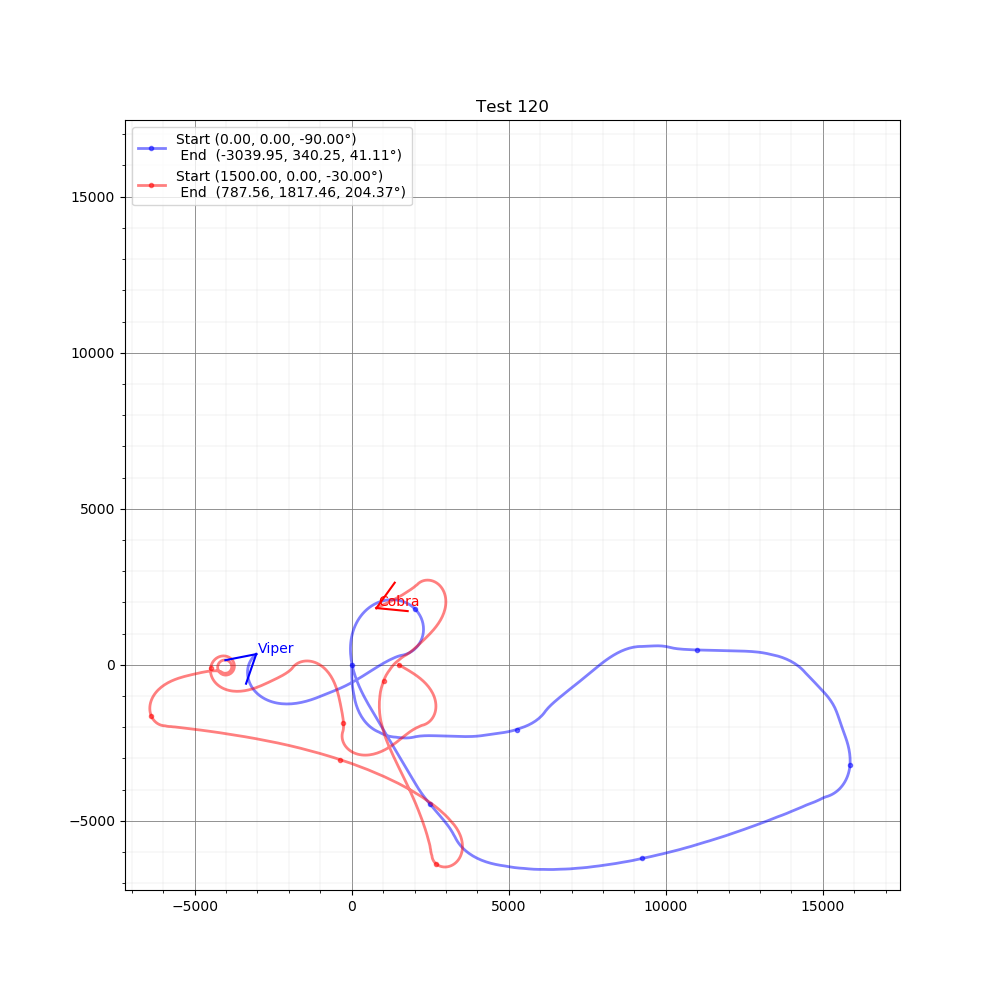 Test 120
Start (0.00, 0.00, -90.00°)
End  (-3039.95, 340.25, 41.11°)
Start (1500.00, 0.00, -30.00°)
End  (787.56, 1817.46, 204.37°)
15000
10000
5000
0
−5000
Cobra
Viper
−5000
0
5000
10000
15000